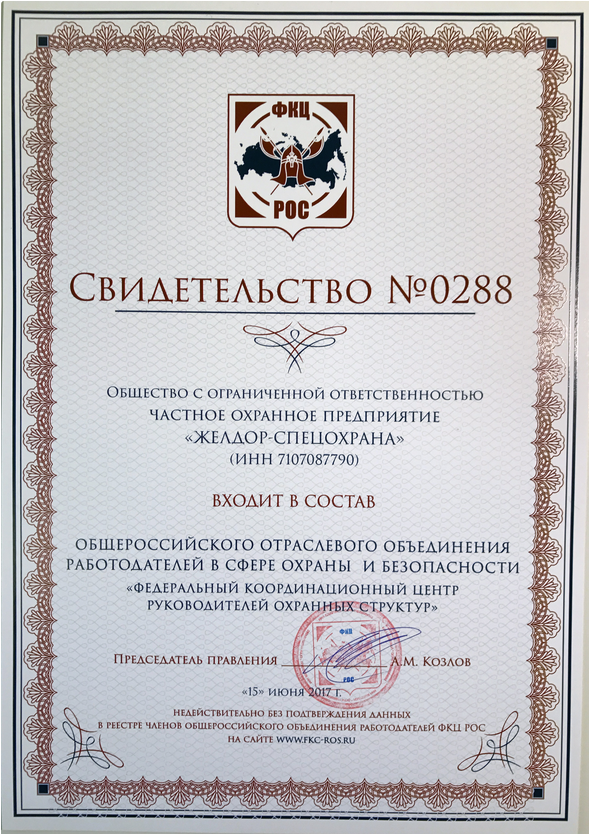 ФКЦ
РОС
Свидетельство №0288
Общество с ограниченной ответственностью
частное охранное предприятие
«ЖЕЛДОР-СПЕЦОХРАНА»
(ИНН 7107087790)
входит в состав
Общероссийского отраслевого объединения
работодателей в сфере охраны и безопасности
«Федеральный координационный центр
руководителей охранных структур»
ФКЦ
Председатель правления А.М. Козлов
РОС
«15» июня 2017 г.
недействительно без подтверждения данных
в реестре членов общероссийского объединения работодателей ФКЦ РОС
на сайте www.fkc-ros.ru